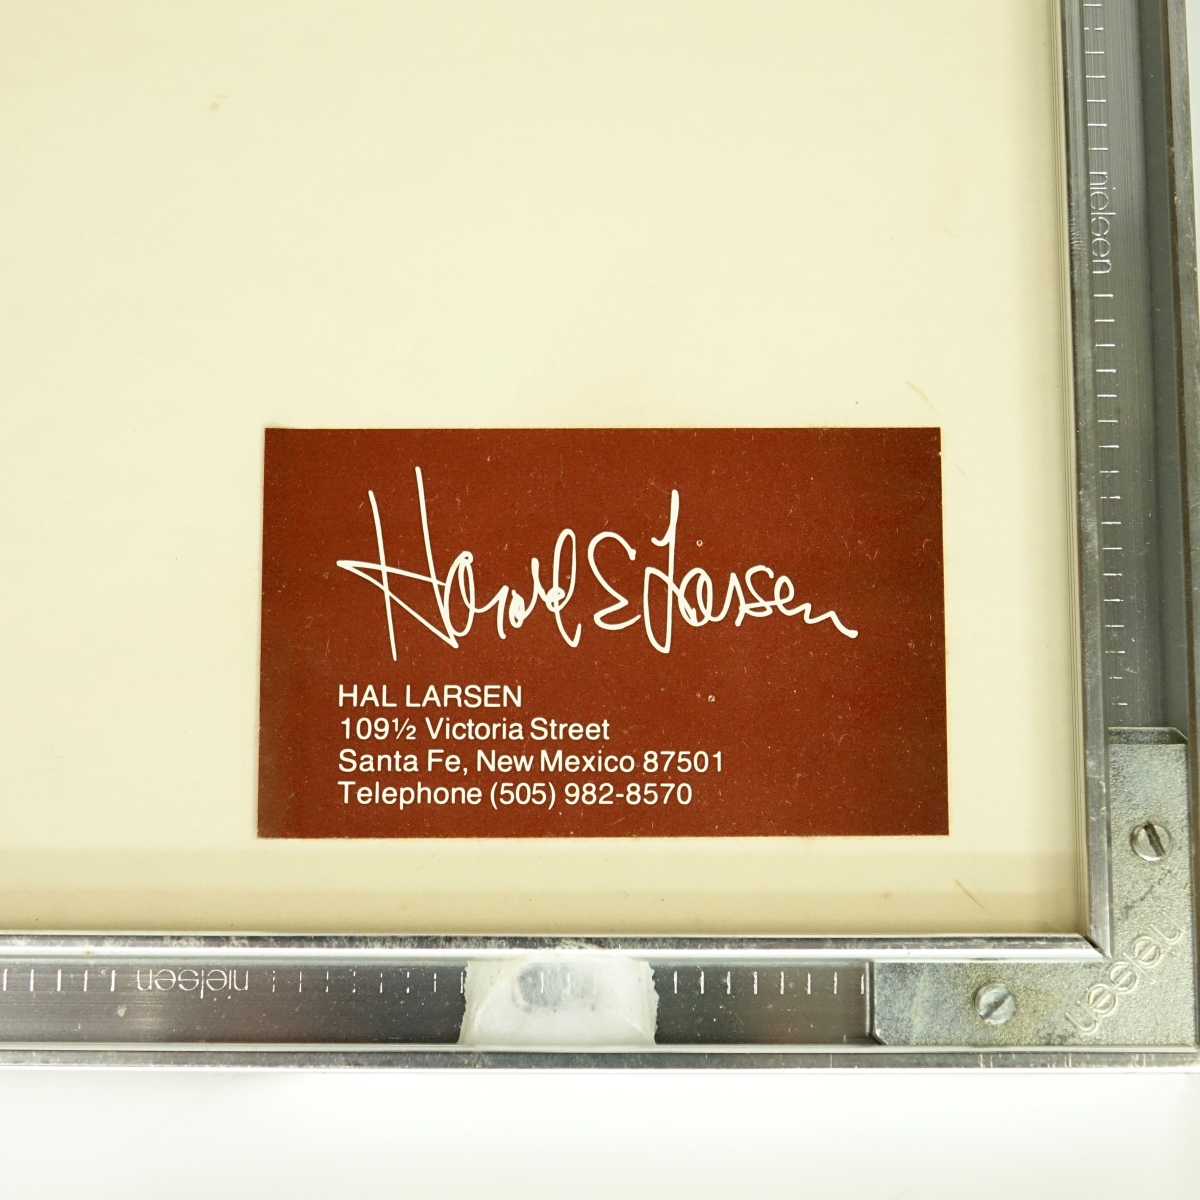 nielsen
Harold E Larsen
HAL LARSEN
109½ Victoria Street
Santa Fe, New Mexico 87501
Telephone (505) 982-8570
nielsen
nielsen